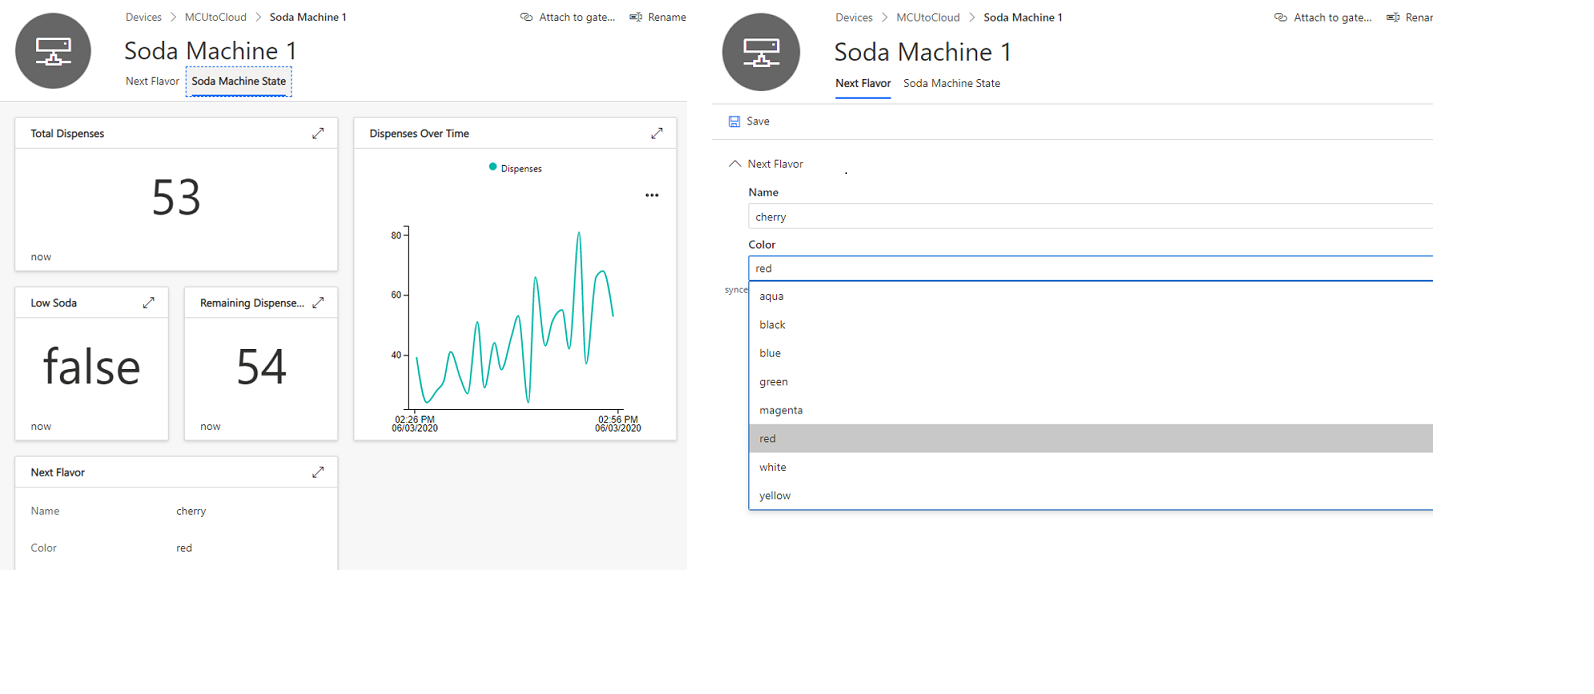 Devices > MCUtoCloud > Soda Machine 1
Attach to gate...
Rename
Soda Machine 1
Next Flavor
Soda Machine State
Total Dispenses
53
now
Low Soda
false
now
Remaining Dispense...
54
now
Next Flavor
Name
cherry
Color
red
Dispenses Over Time
Dispenses
80
60
40
02:26 PM
06/03/2020
02:56 PM
06/03/2020
Devices > MCUtoCloud > Soda Machine 1
Attach to gate...
Renar
Soda Machine 1
Next Flavor
Soda Machine State
Save
Next Flavor
Name
cherry
Color
red
synce
aqua
black
blue
green
magenta
red
white
yellow